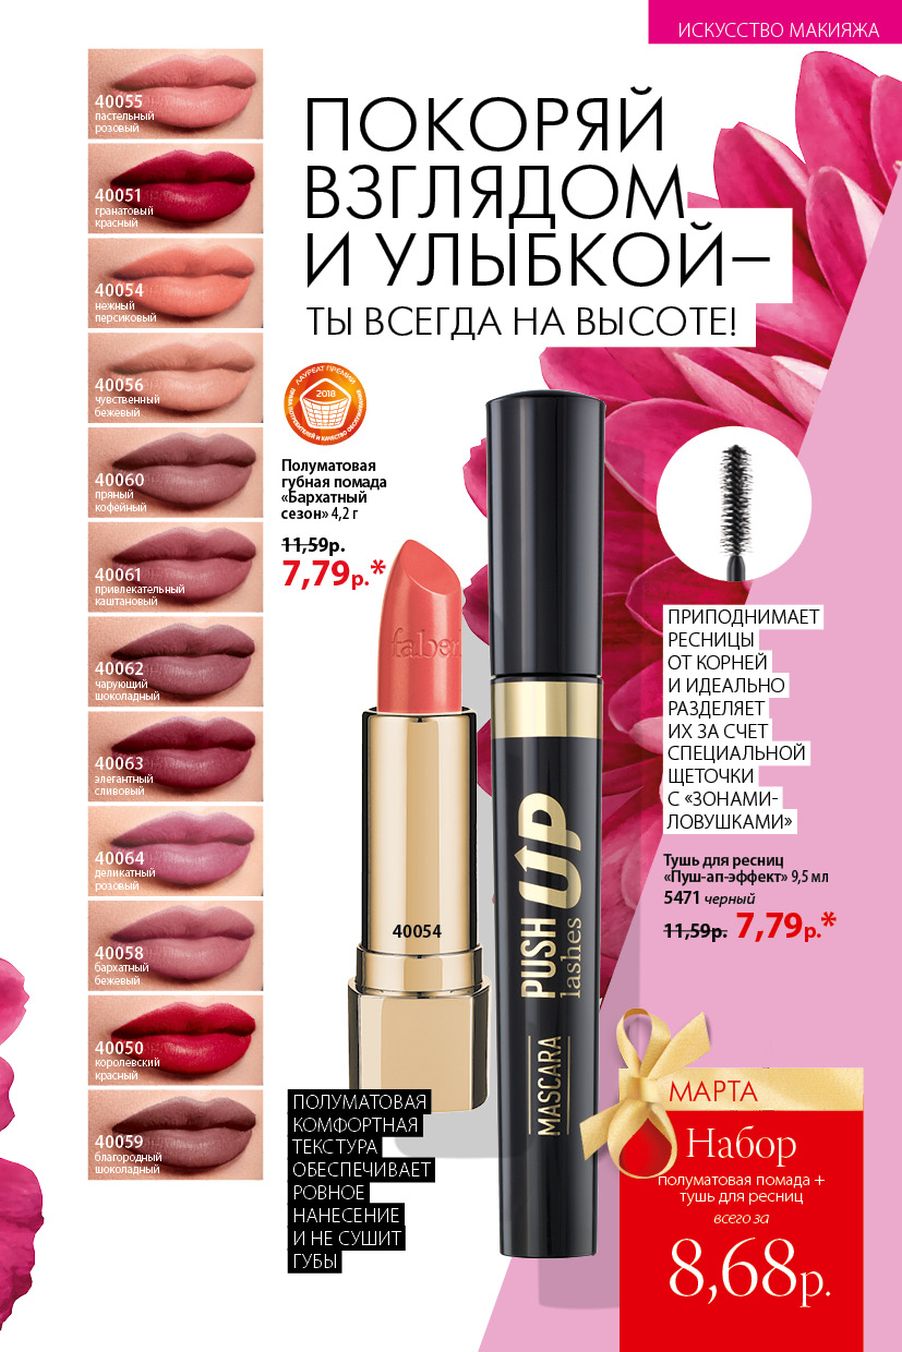 ИСКУССТВО МАКИЯЖА
ПОКОРЯЙ
ВЗГЛЯДОМ
И УЛЫБКОЙ–
ТЫ ВСЕГДА НА ВЫСОТЕ!
40055
пастельный
розовый
40051
гранатовый
красный
40054
нежный
персиковый
40056
чувственный
бежевый
40060
пряный
кофейный
40061
привлекательный
каштановый
40062
чарующий
шоколадный
40063
элегантный
сливовый
40064
деликатный
розовый
40058
бархатный
бежевый
40050
королевский
красный
40059
благородный
шоколадный
ЛАУРЕАТ ПРЕМИИ
2018
Полуматовая
губная помада
«Бархатный
сезон» 4,2 г
11,59р.
7,79р.*
faberl
40054
PUSH UP
lashes
MASCARA
ПОЛУМАТОВАЯ
КОМФОРТНАЯ
ТЕКСТУРА
ОБЕСПЕЧИВАЕТ
РОВНОЕ
НАНЕСЕНИЕ
И НЕ СУШИТ
ГУБЫ
ПРИПОДНИМАЕТ
РЕСНИЦЫ
ОТ КОРНЕЙ
И ИДЕАЛЬНО
РАЗДЕЛЯЕТ
ИХ ЗА СЧЕТ
СПЕЦИАЛЬНОЙ
ЩЕТОЧКИ
С «ЗОНАМИ-
ЛОВУШКАМИ»
Тушь для ресниц
«Пуш-ап-эффект» 9,5 мл
5471 черный
11,59р. 7,79р.*
МАРТА
Набор
полуматовая помада +
тушь для ресниц
всего за
8,68р.